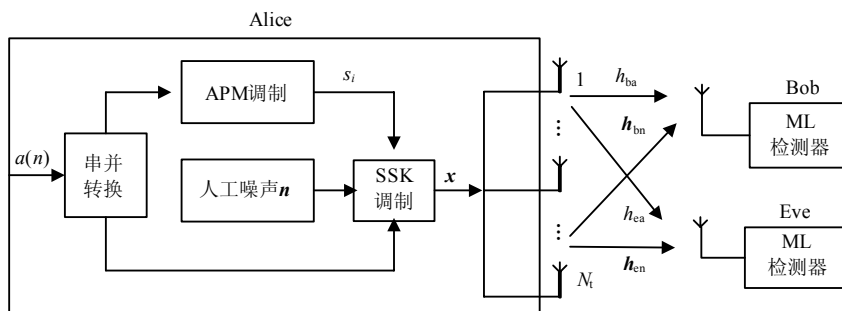 Alice
a(n)
串并
转换
APM调制
s_i
人工噪声n
SSK
调制
x
1
⋮
⋮
N_t
h_ba
h_bn
h_ea
h_en
Bob
ML
检测器
Eve
ML
检测器